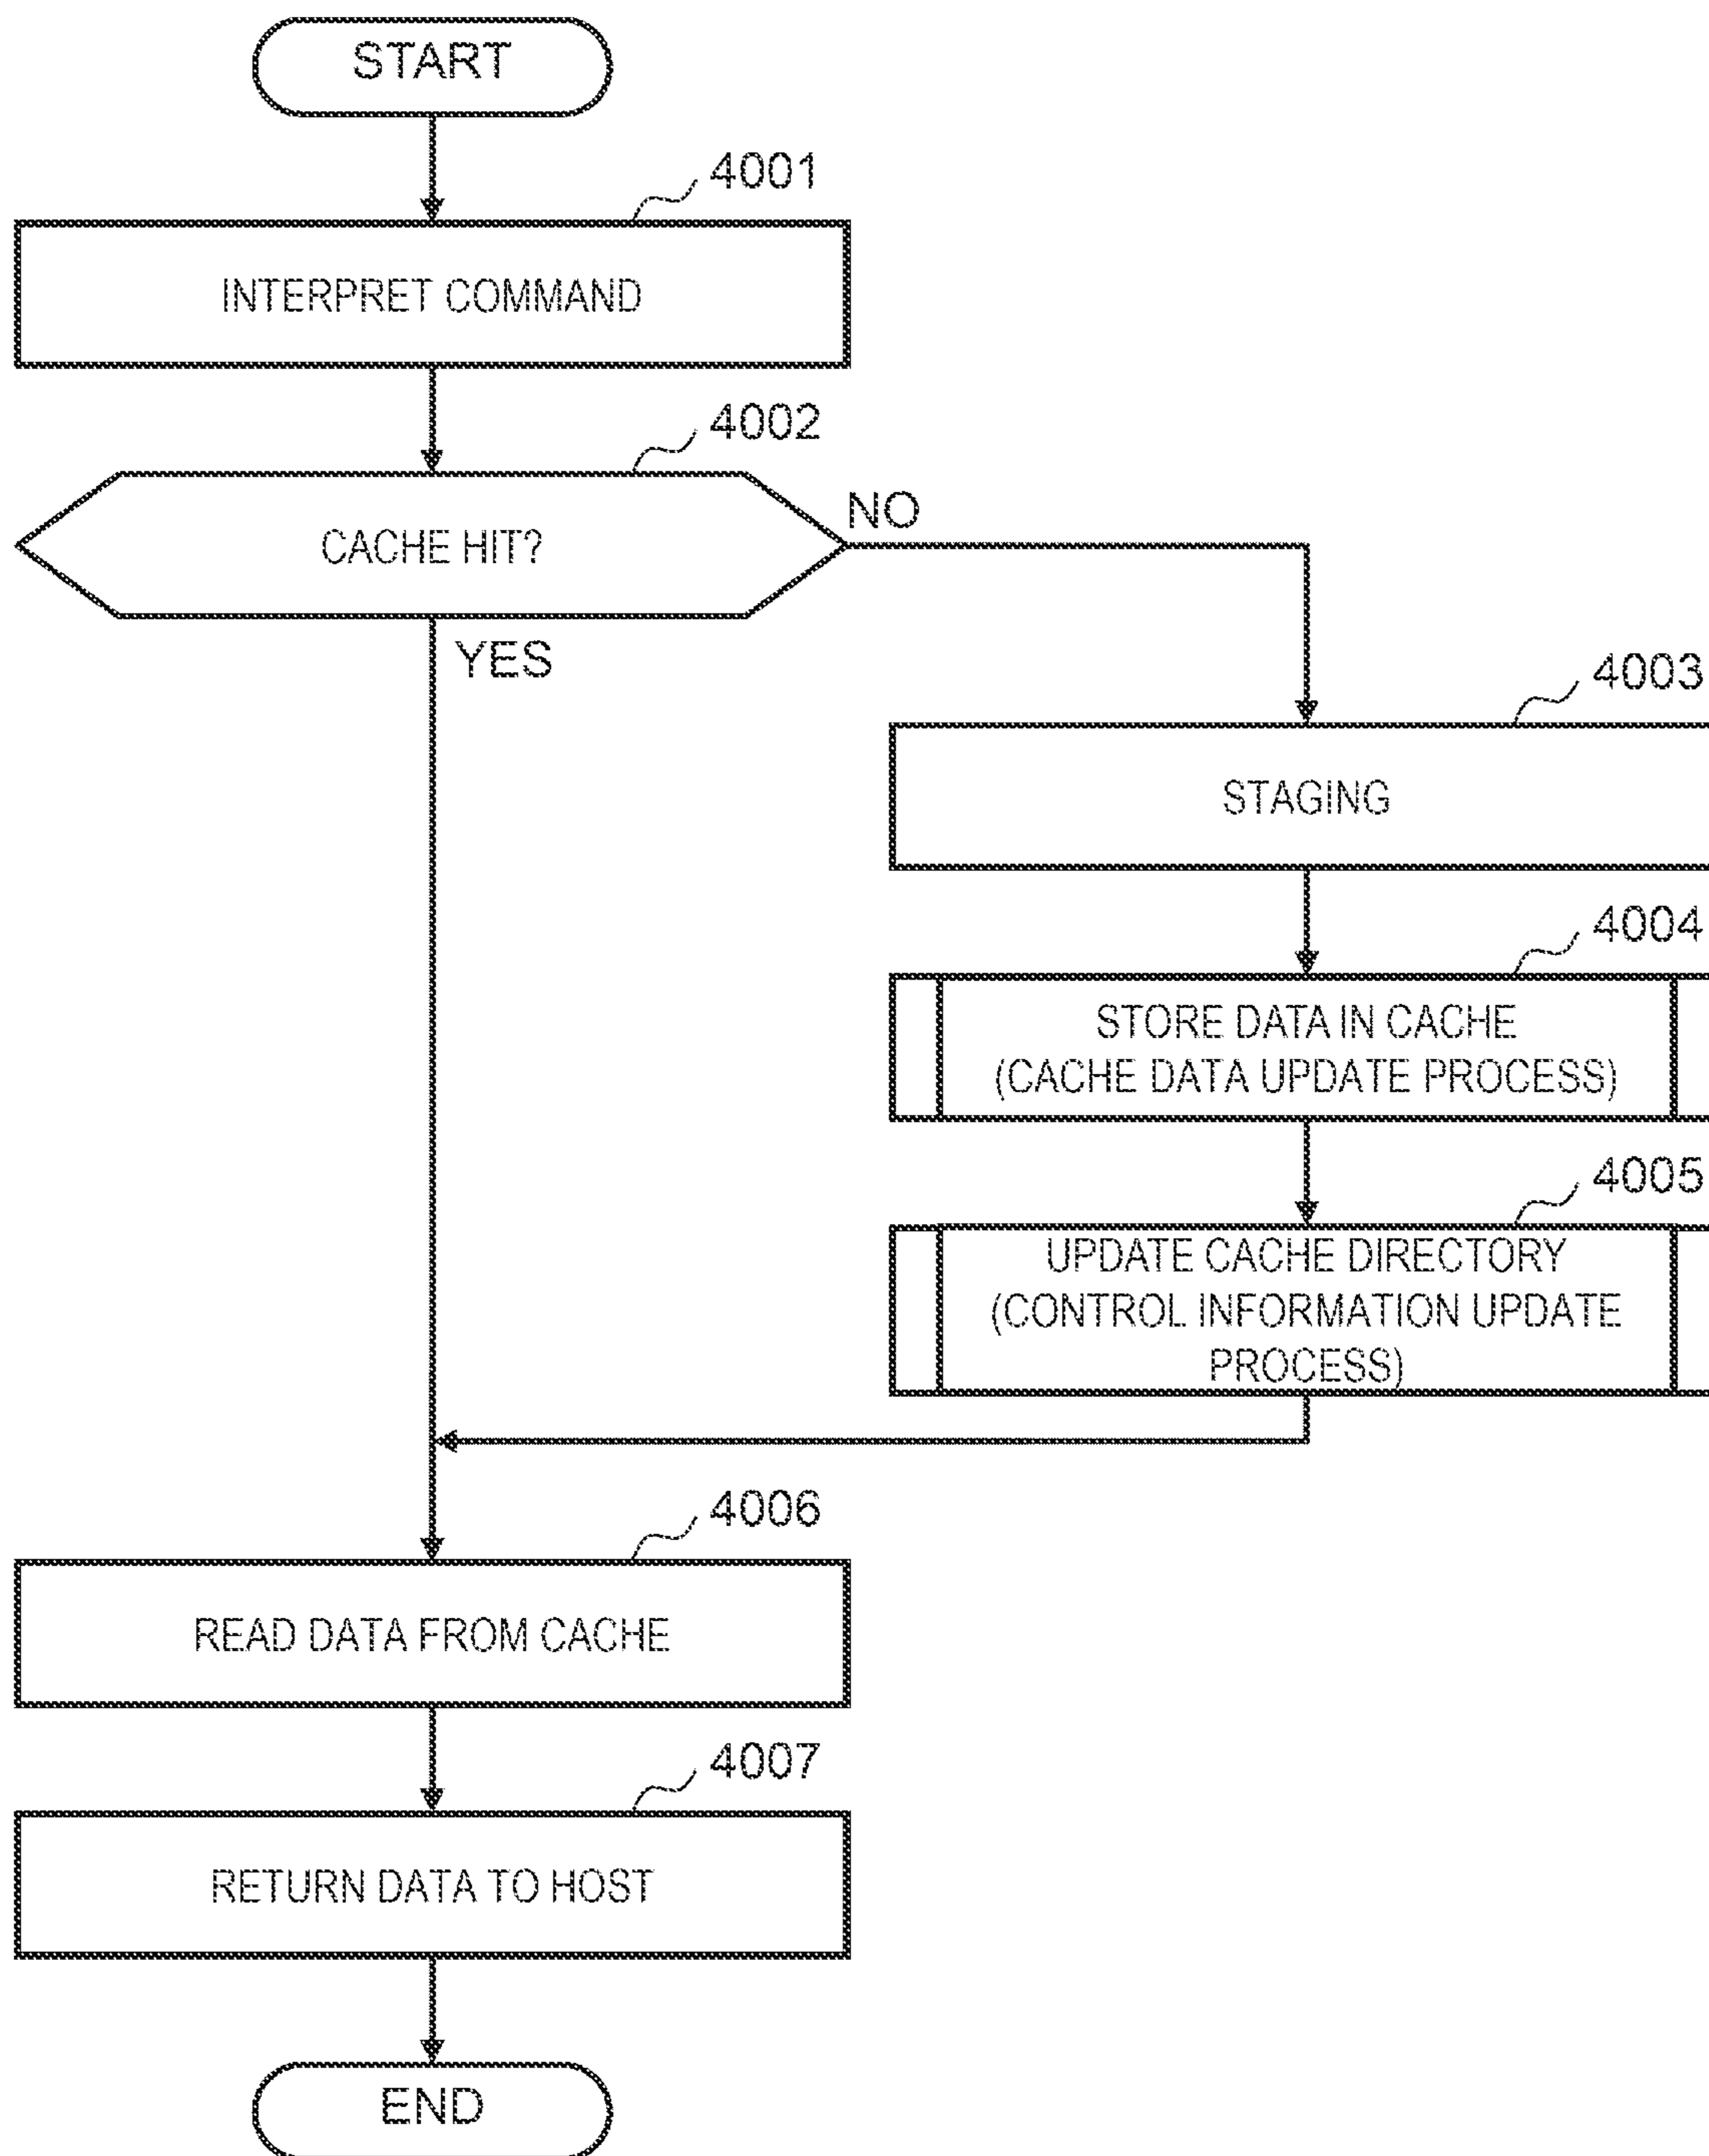 START
4001
INTERPRET COMMAND
4002
CACHE HIT?
NO
YES
4003
STAGING
4004
STORE DATA IN CACHE
(CACHE DATA UPDATE PROCESS)
4005
UPDATE CACHE DIRECTORY
(CONTROL INFORMATION UPDATE
PROCESS)
4006
READ DATA FROM CACHE
4007
RETURN DATA TO HOST
END